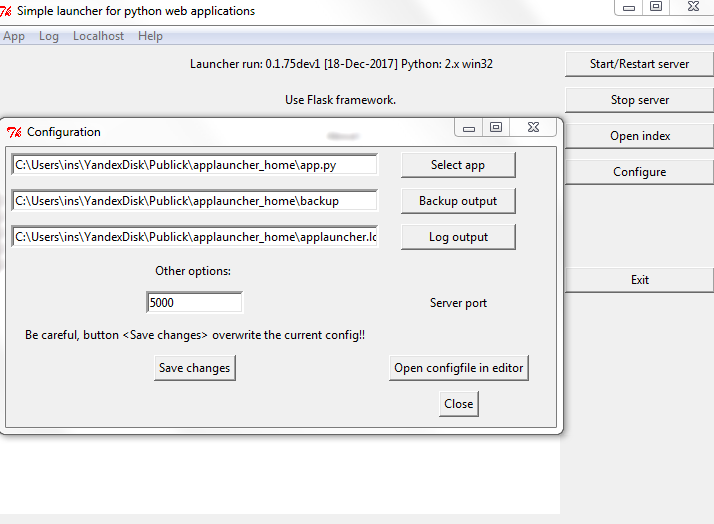 Simple launcher for python web applications
App Log Localhost Help
Launcher run: 0.1.75dev1 [18-Dec-2017] Python: 2.x win32
Start/Restart server
Use Flask framework.
Stop server
Open index
Configure
Exit
Configuration
C:\Users\ins\YandexDisk\Publick\applauncher_home\app.py
Select app
C:\Users\ins\YandexDisk\Publick\applauncher_home\backup
Backup output
C:\Users\ins\YandexDisk\Publick\applauncher_home\applauncher.lo
Log output
Other options:
5000
Server port
Be careful, button <Save changes> overwrite the current config!!
Save changes
Open configfile in editor
Close